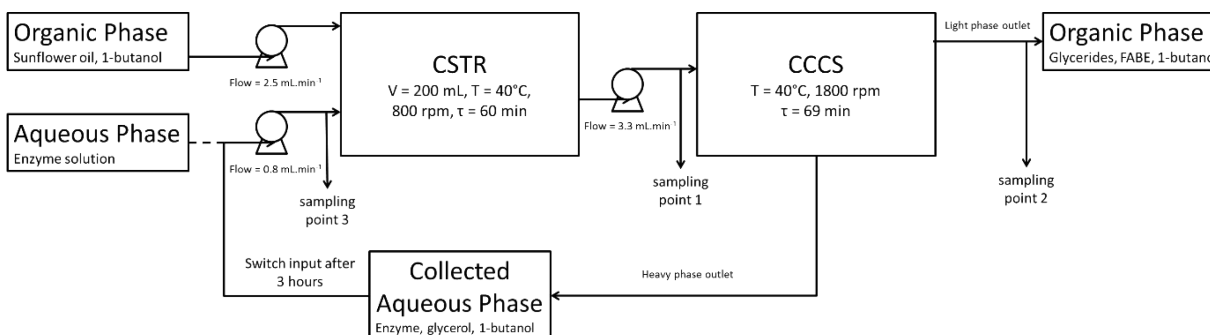 Organic Phase
Sunflower oil, 1-butanol
Flow = 2.5 mL.min⁻¹
Aqueous Phase
Enzyme solution
Flow = 0.8 mL.min⁻¹
sampling
point 3
CSTR
V = 200 mL, T = 40°C,
800 rpm, τ = 60 min
Flow = 3.3 mL.min⁻¹
sampling
point 1
CCCS
T = 40°C, 1800 rpm
τ = 69 min
Light phase outlet
Organic Phase
Glycerides, FABE, 1-butano
sampling
point 2
Switch input after
3 hours
Collected
Aqueous Phase
Enzyme, glycerol, 1-butanol
Heavy phase outlet